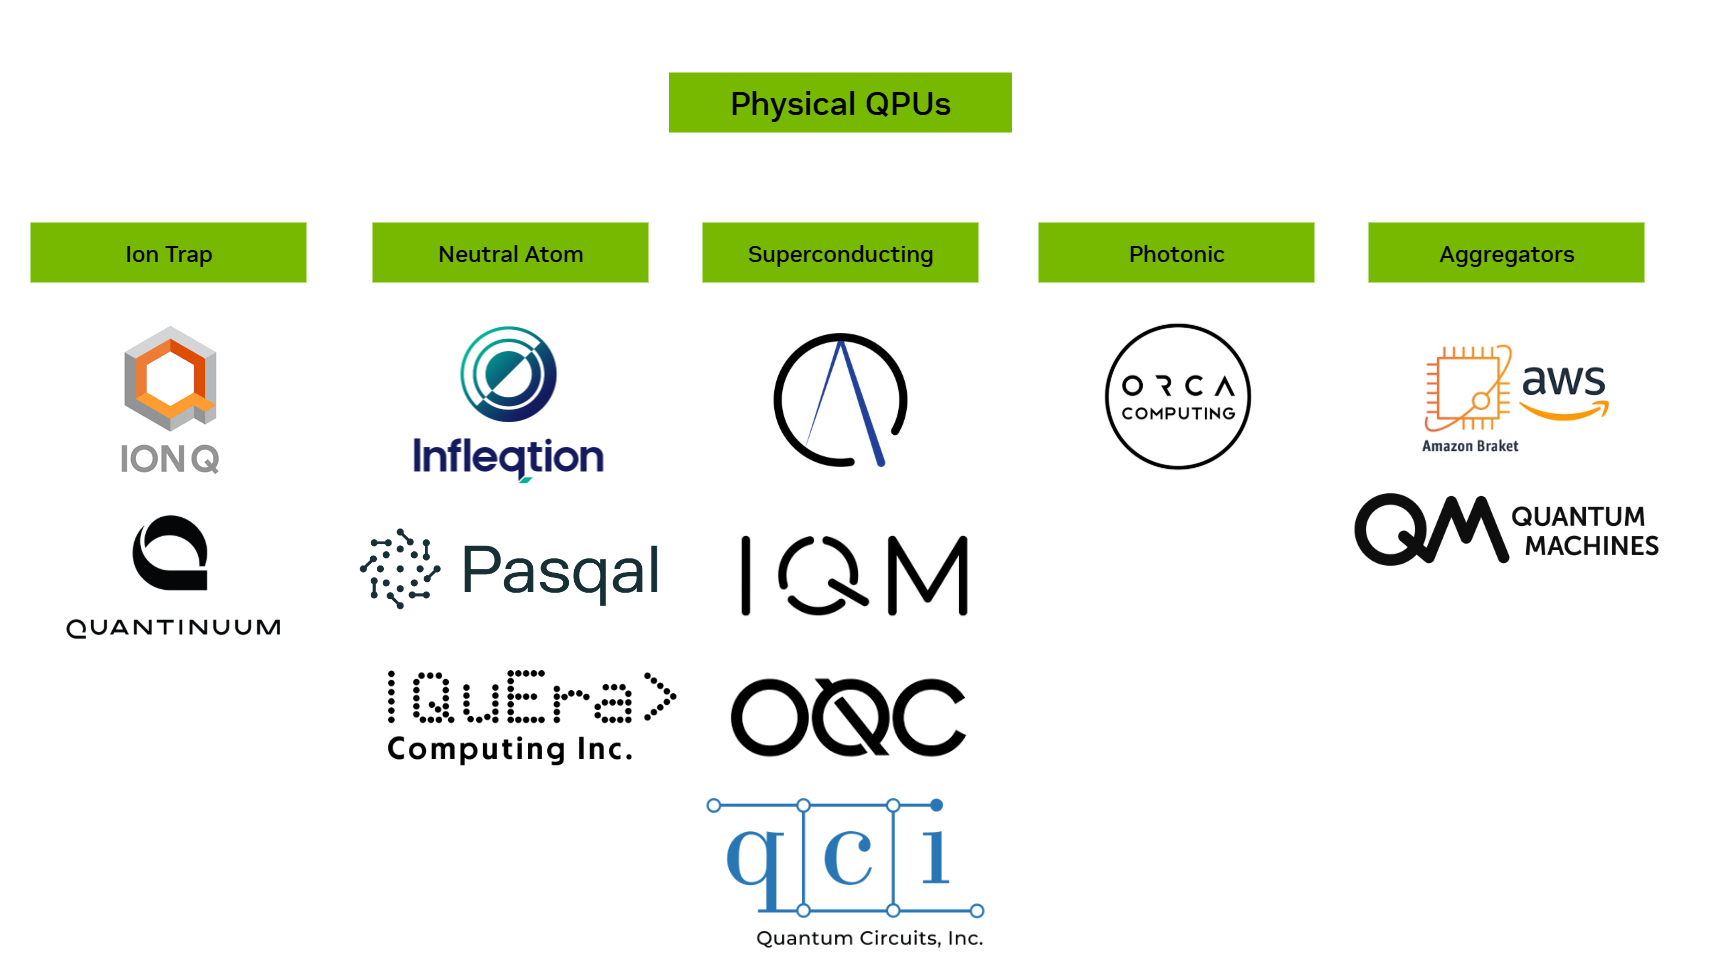 Physical QPUs
Ion Trap
IONQ
QUANTINUUM
Neutral Atom
Infleqtion
Pasqal
|QuEra>
Computing Inc.
Superconducting
IQM
OQC
qci
Quantum Circuits, Inc.
Photonic
ORCA
COMPUTING
Aggregators
aws
Amazon Braket
QM
QUANTUM
MACHINES